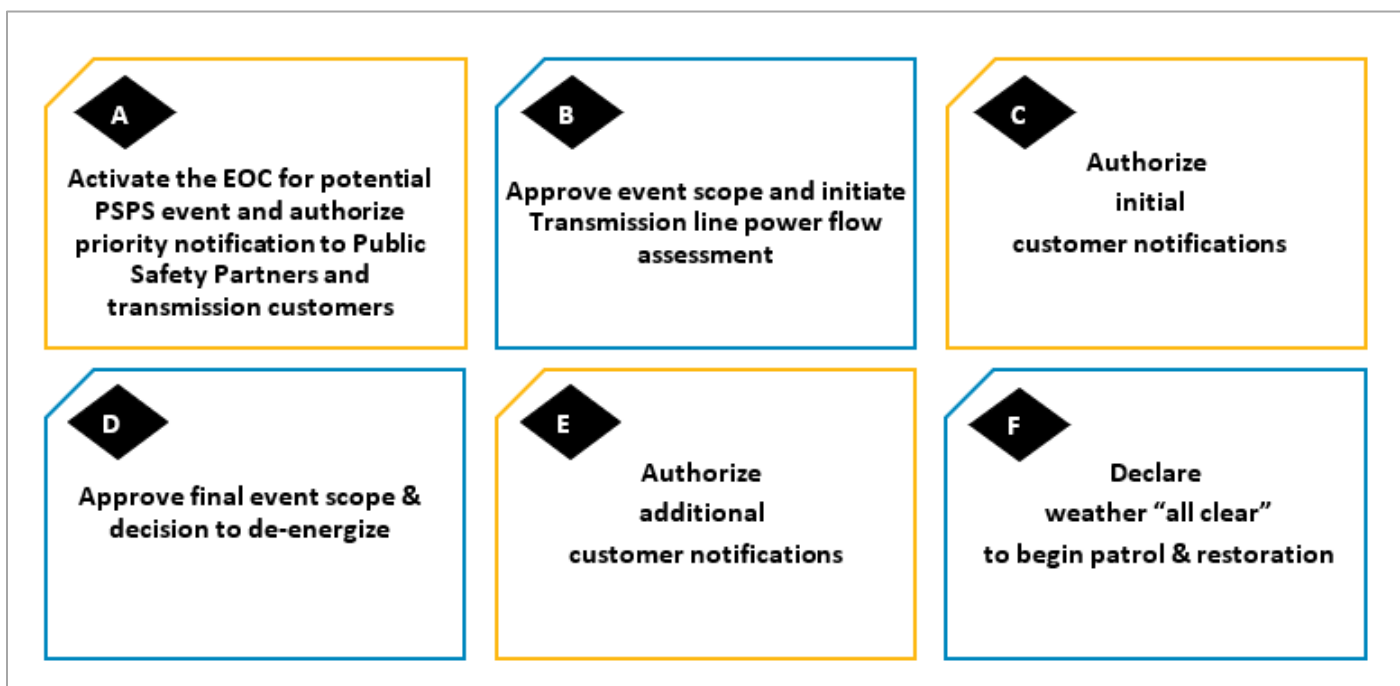 A
Activate the EOC for potential
PSPS event and authorize
priority notification to Public
Safety Partners and
transmission customers
B
Approve event scope and initiate
Transmission line power flow
assessment
C
Authorize
initial
customer notifications
D
Approve final event scope &
decision to de-energize
E
Authorize
additional
customer notifications
F
Declare
weather “all clear”
to begin patrol & restoration